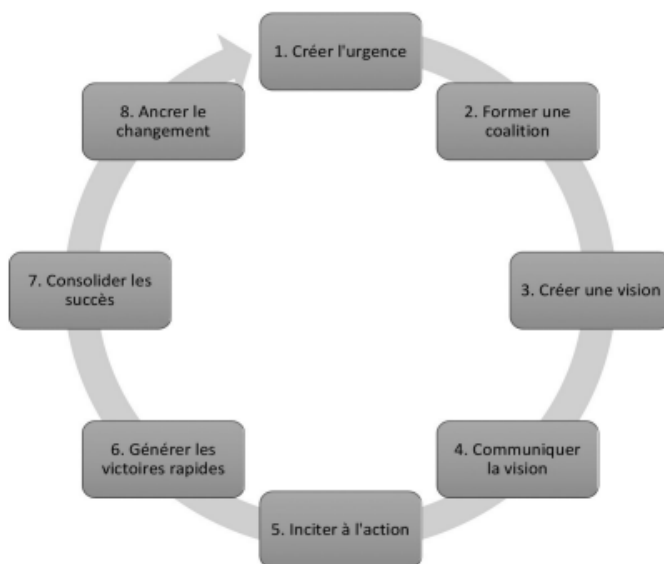 1. Créer l'urgence
2. Former une
coalition
3. Créer une vision
4. Communiquer
la vision
5. Inciter à l'action
6. Générer les
victoires rapides
7. Consolider les
succès
8. Ancrer le
changement